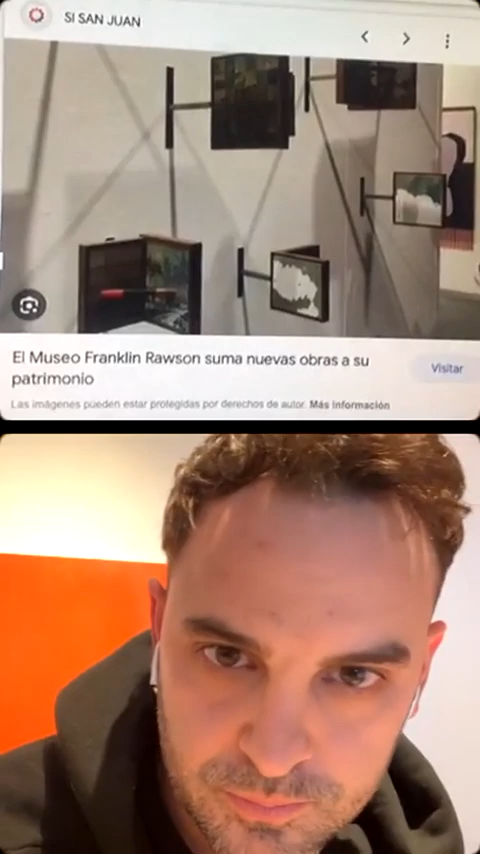 SI SAN JUAN
El Museo Franklin Rawson suma nuevas obras a su
patrimonio
Visitar
Las imágenes pueden estar protegidas por derechos de autor. Más información